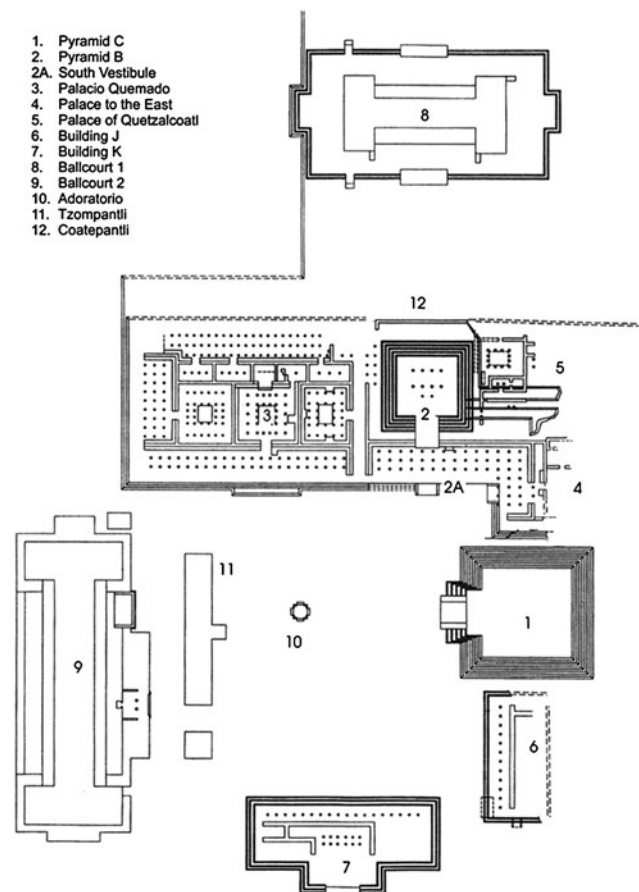 1. Pyramid C
2. Pyramid B
2A. South Vestibule
3. Palacio Quemado
4. Palace to the East
5. Palace of Quetzalcoatl
6. Building J
7. Building K
8. Ballcourt 1
9. Ballcourt 2
10. Adoratorio
11. Tzompantli
12. Coatepantli
8
12
5
3
2
2A
4
11
10
1
9
6
7